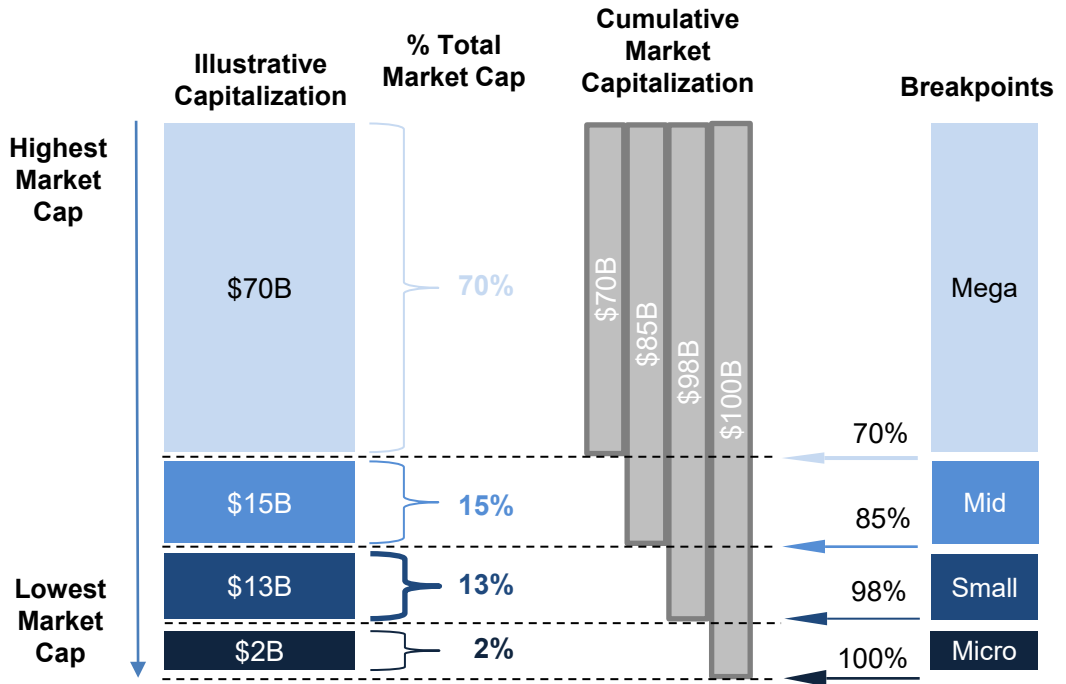 Illustrative
Capitalization
% Total
Market Cap
Cumulative
Market
Capitalization
Breakpoints
Highest
Market
Cap
$70B
70%
$70B
$85B
$98B
$100B
Mega
70%
$15B
15%
85%
Mid
$13B
13%
98%
Small
Lowest
Market
Cap
$2B
2%
100%
Micro